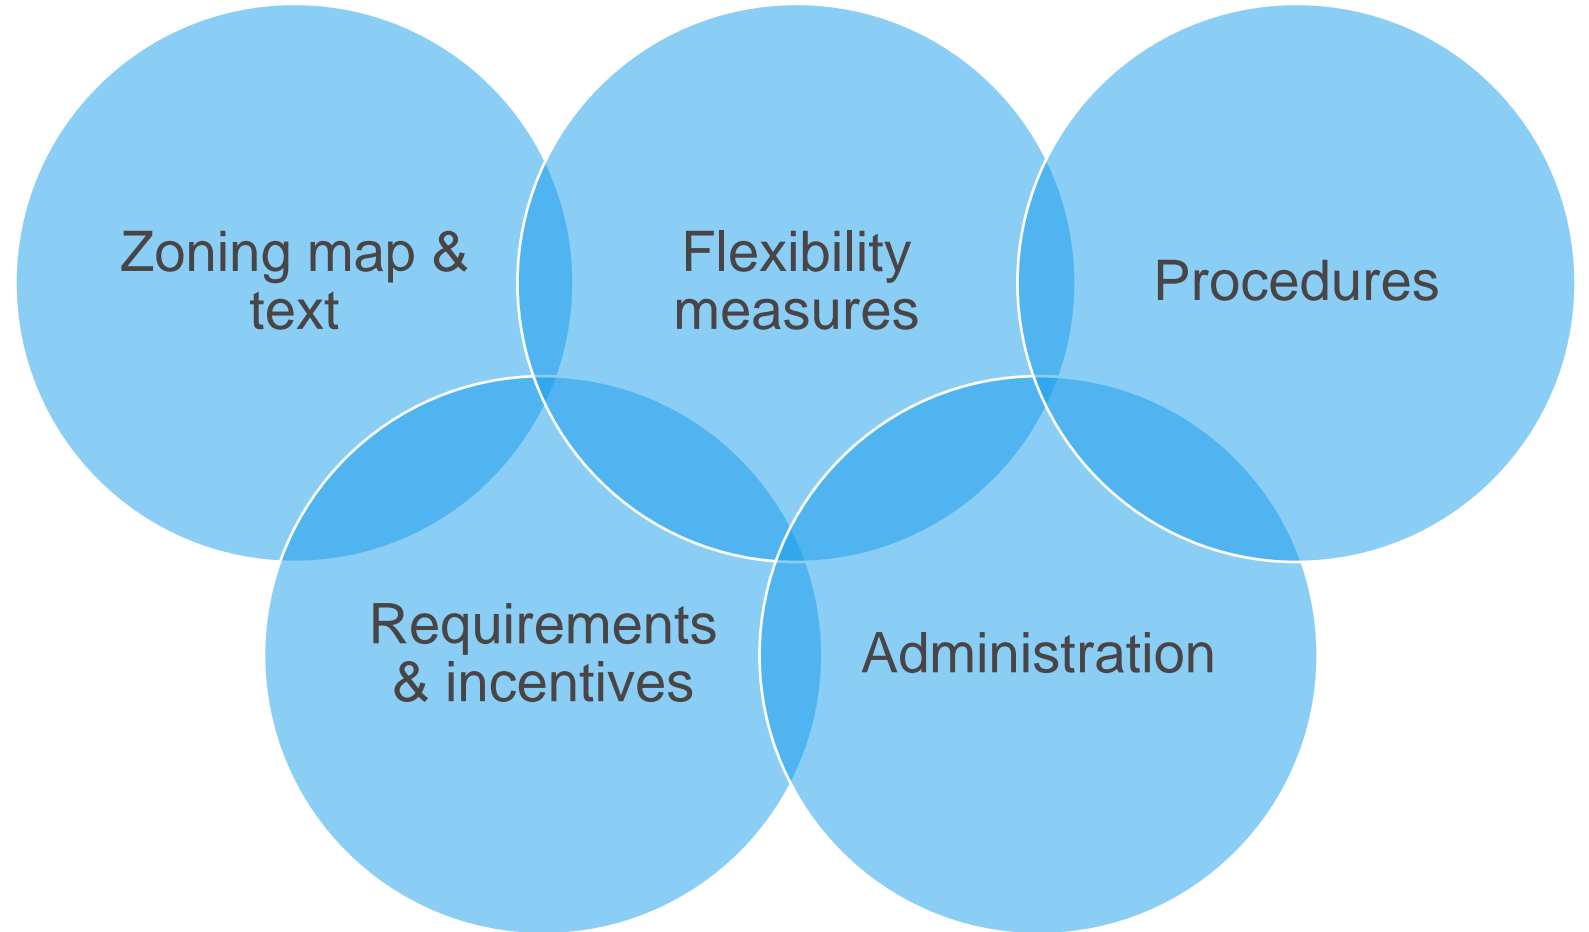 Zoning map &
text
Flexibility
measures
Procedures
Requirements
& incentives
Administration